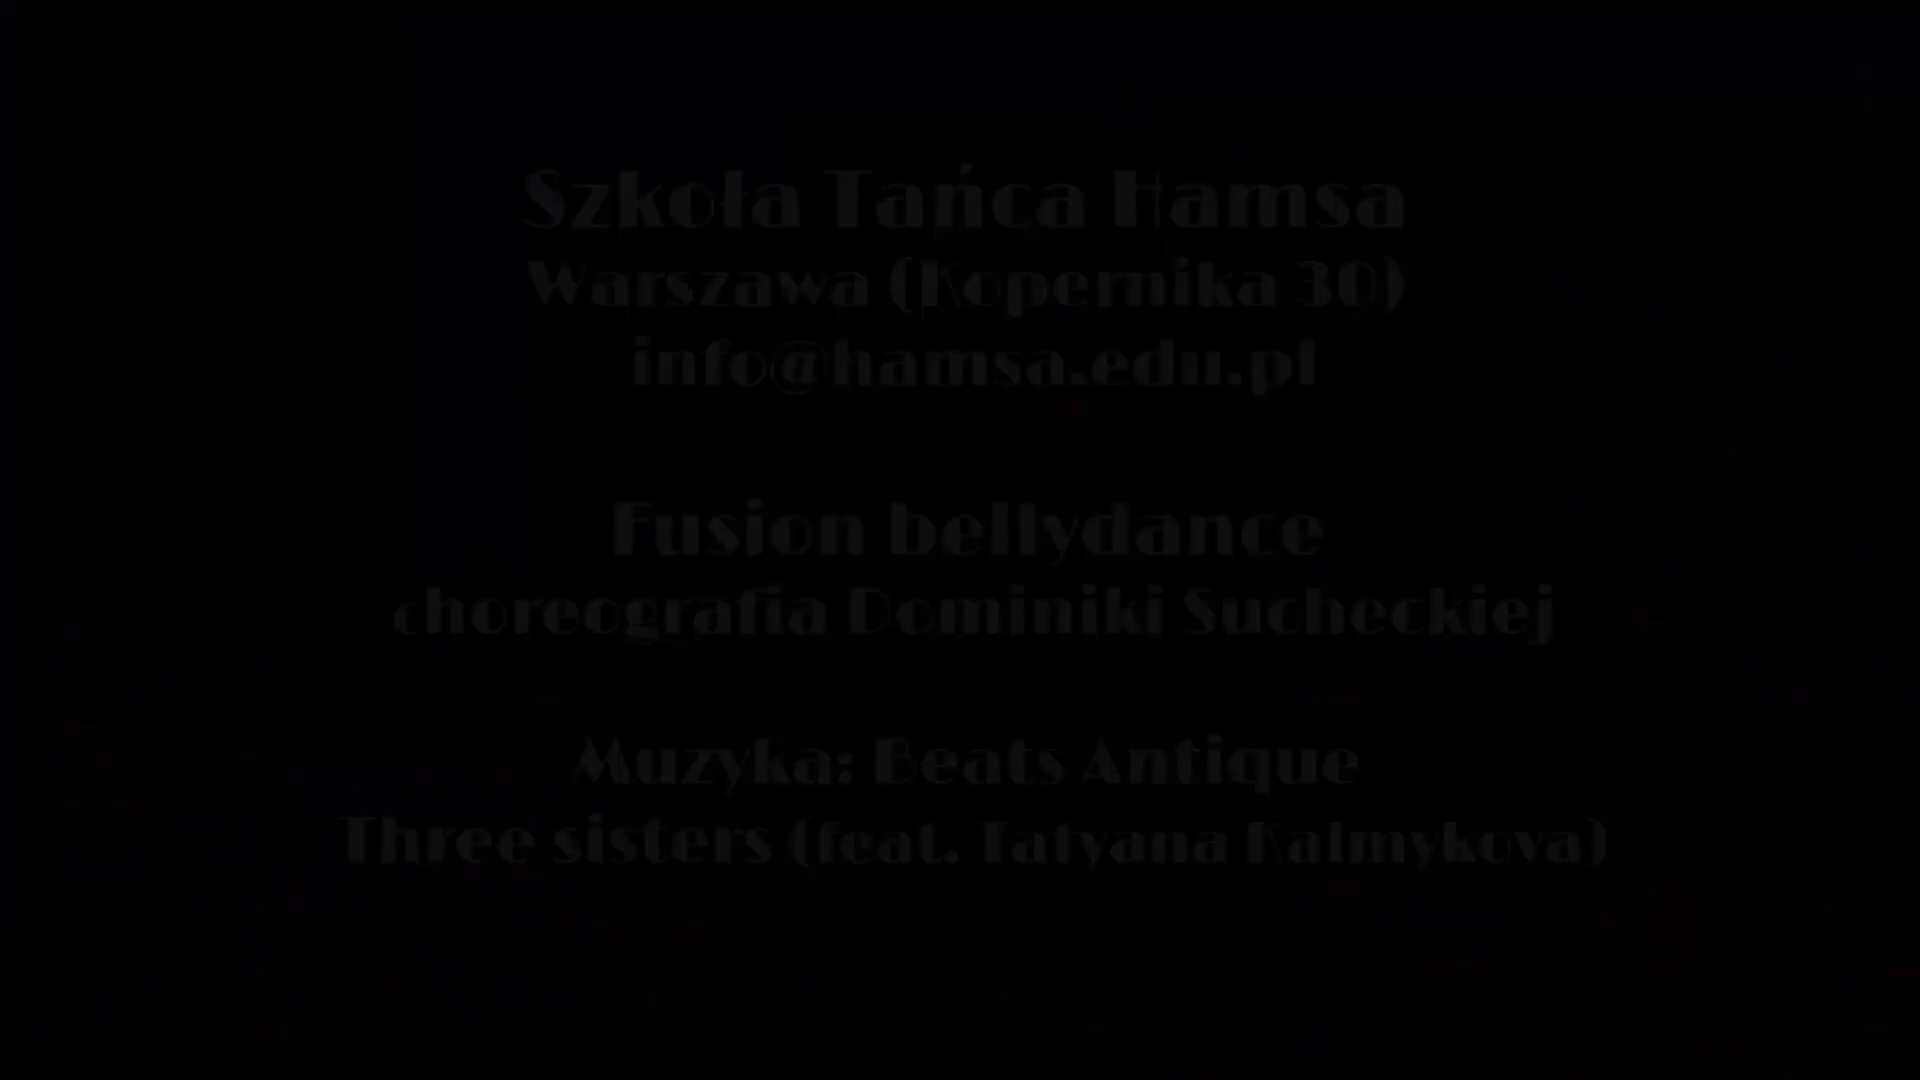 Szkoła Tańca Hamsa
Warszawa (Kopernika 30)
info@hamsa.edu.pl
Fusion bellydance
choreografia Dominiki Sucheckiej
Muzyka: Beats Antique
Three sisters (feat. Tatyana Kalmykova)